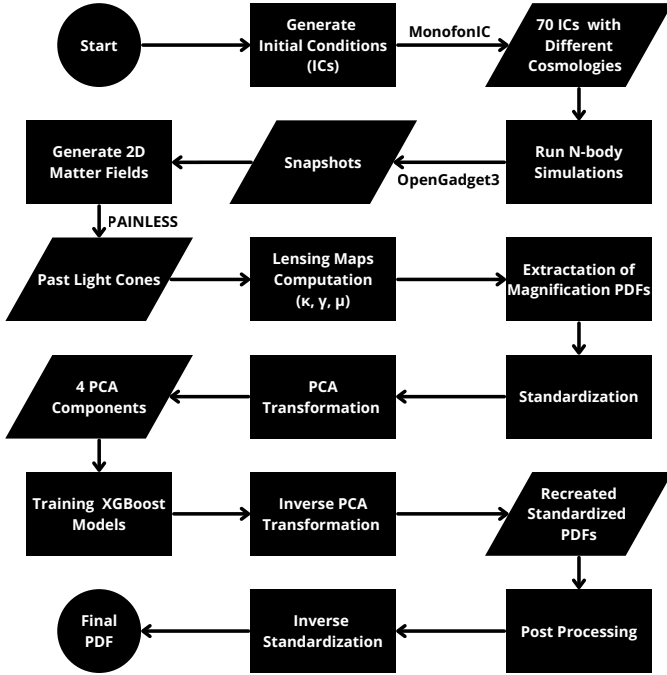 Start
Generate
Initial Conditions
(ICs)
MonofonIC
70 ICs with
Different
Cosmologies
Run N-body
Simulations
OpenGadget3
Snapshots
Generate 2D
Matter Fields
PAINLESS
Past Light Cones
Lensing Maps
Computation
(κ, γ, μ)
Extractation of
Magnification PDFs
Standardization
PCA
Transformation
4 PCA
Components
Training XGBoost
Models
Inverse PCA
Transformation
Recreated
Standardized
PDFs
Post Processing
Inverse
Standardization
Final
PDF